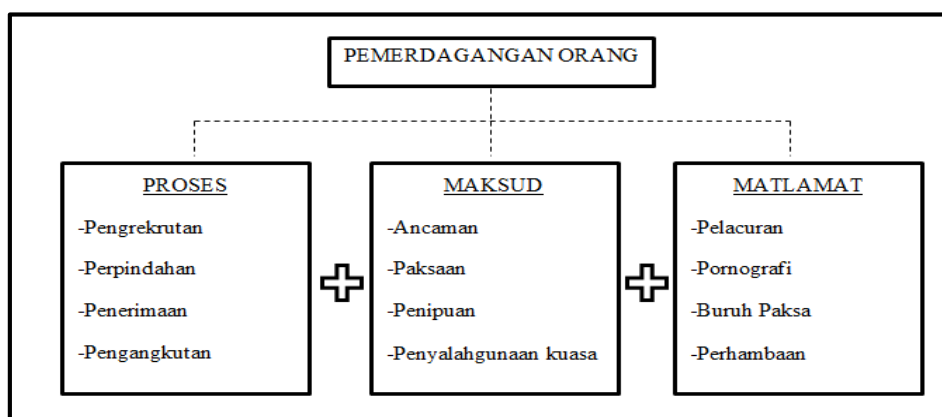 PEMERDAGANGAN ORANG
PROSES
-Pengrekrutan
-Perpindahan
-Penerimaan
-Pengangkutan
MAKSUD
-Ancaman
-Paksaan
-Penipuan
-Penyalahgunaan kuasa
MATLAMAT
-Pelacuran
-Pornografi
-Buruh Paksa
-Perhambaan